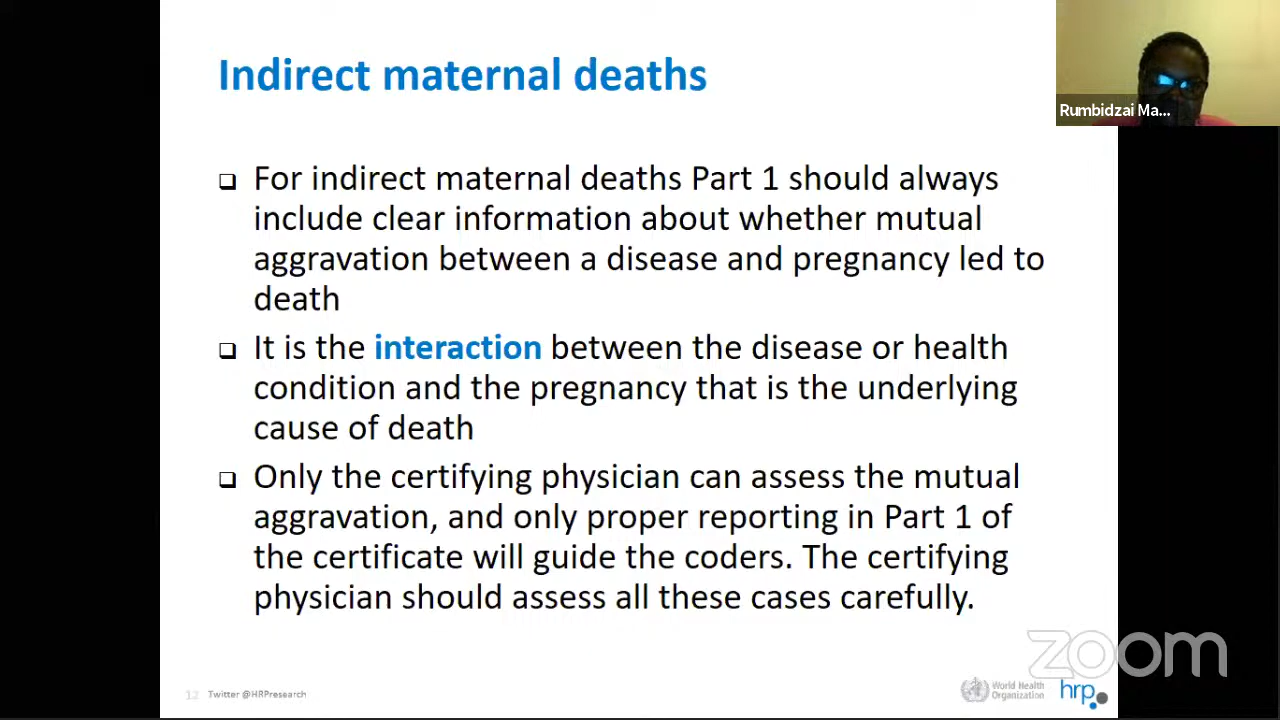 Indirect maternal deaths
Rumbidzai Ma...
❑ For indirect maternal deaths Part 1 should always
include clear information about whether mutual
aggravation between a disease and pregnancy led to
death
❑ It is the interaction between the disease or health
condition and the pregnancy that is the underlying
cause of death
❑ Only the certifying physician can assess the mutual
aggravation, and only proper reporting in Part 1 of
the certificate will guide the coders. The certifying
physician should assess all these cases carefully.
zoom
12 Twitter @HRPresearch
World Health
Organization
hrp